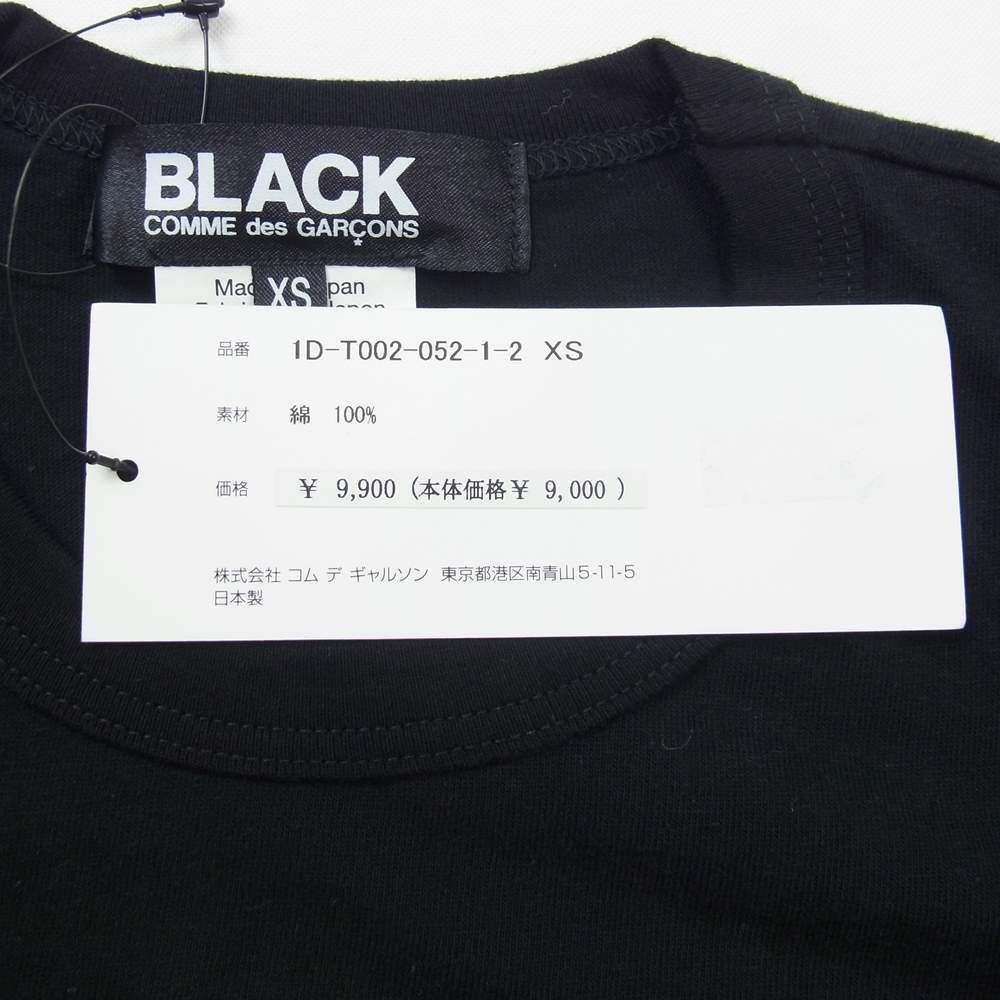 BLACK
COMME des GARÇONS
Mad
XS
pan
品番 1D-T002-052-1-2 XS
素材 綿 100%
価格 ¥ 9,900 (本体価格¥ 9,000 )
株式会社 コム デ ギャルソン 東京都港区南青山5-11-5
日本製